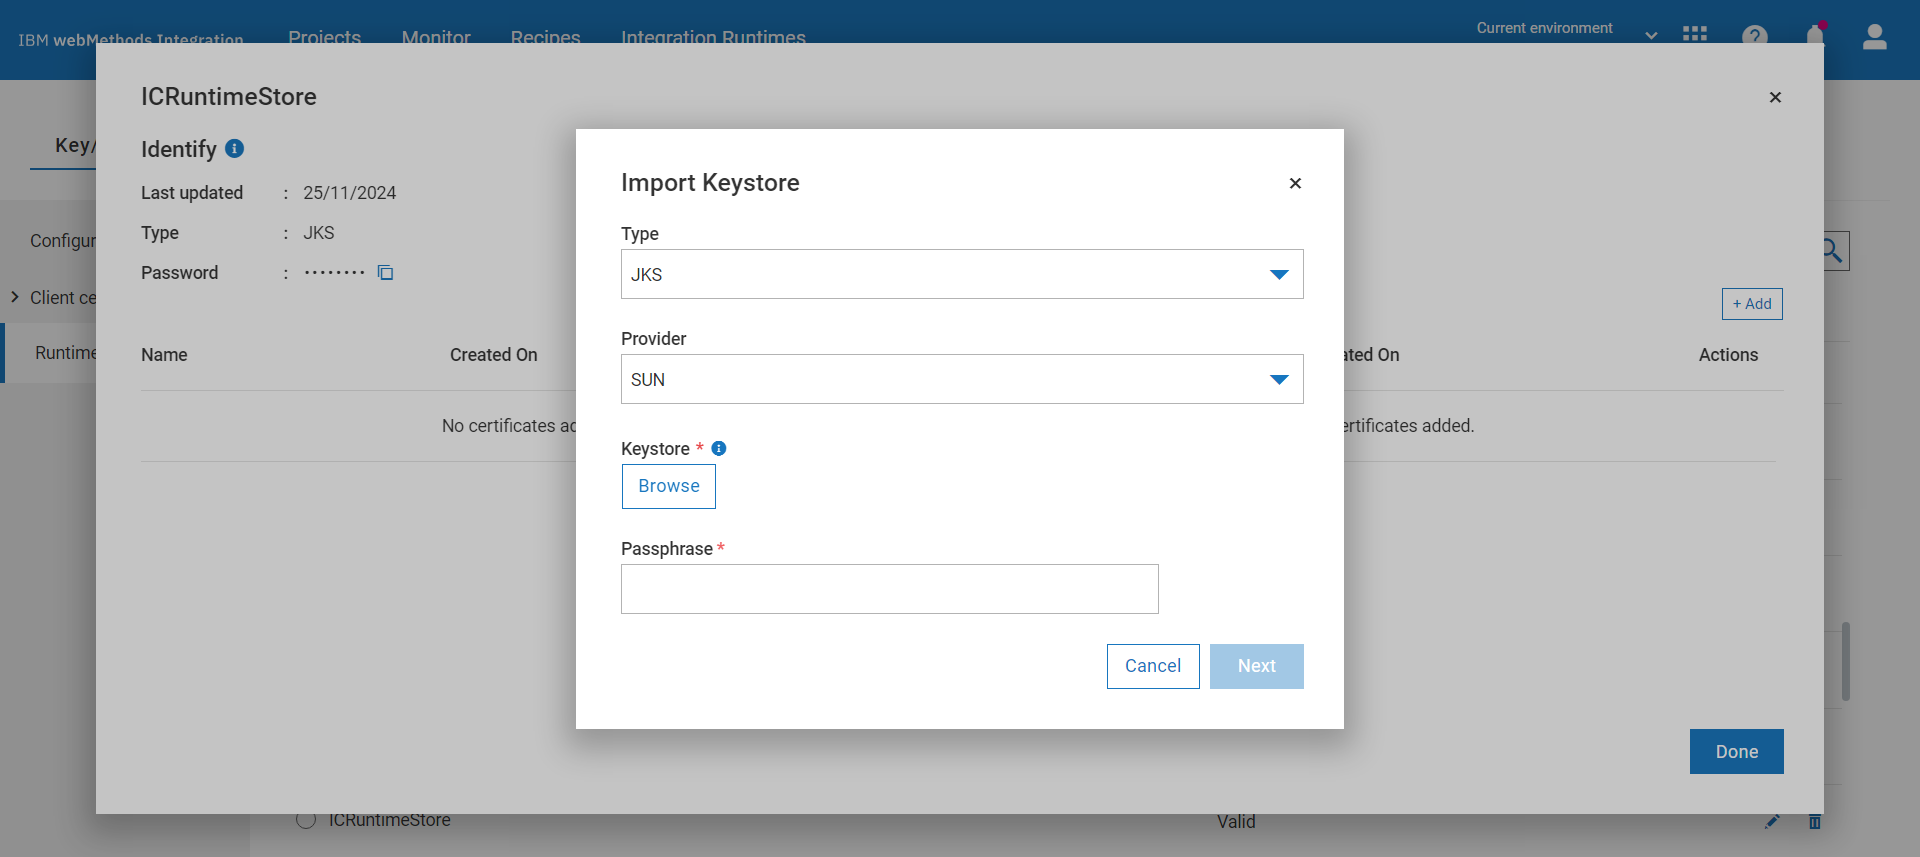 IBM webMethods Integration
Projects
Monitor
Recipes
Integration Runtimes
Current environment
ICRuntimeStore
Identify
Last updated : 25/11/2024
Type : JKS
Password : ••••••••
+ Add
Name
Created On
ated On
Actions
No certificates ad
ertificates added.
Done
Key/
Configur
Client ce
Runtime
Import Keystore
Type
JKS
Provider
SUN
Keystore *
Browse
Passphrase *
Cancel
Next
ICRuntimeStore
Valid